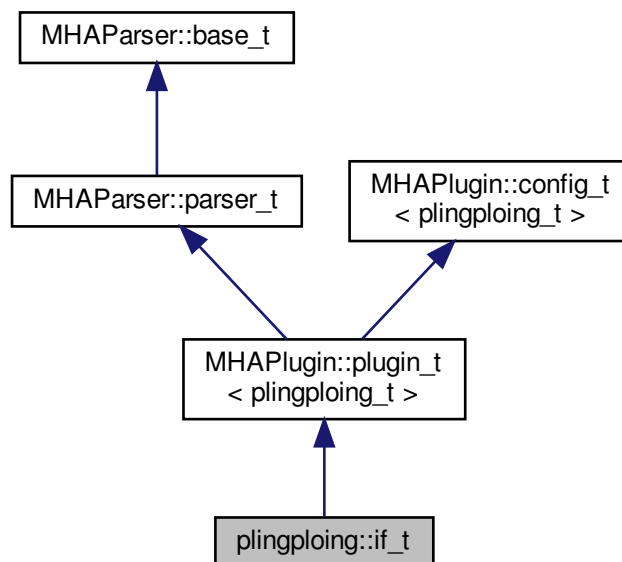 MHAParser::base_t
MHAParser::parser_t
MHAPlugin::config_t
< plingploing_t >
MHAPlugin::plugin_t
< plingploing_t >
plingploing::if_t